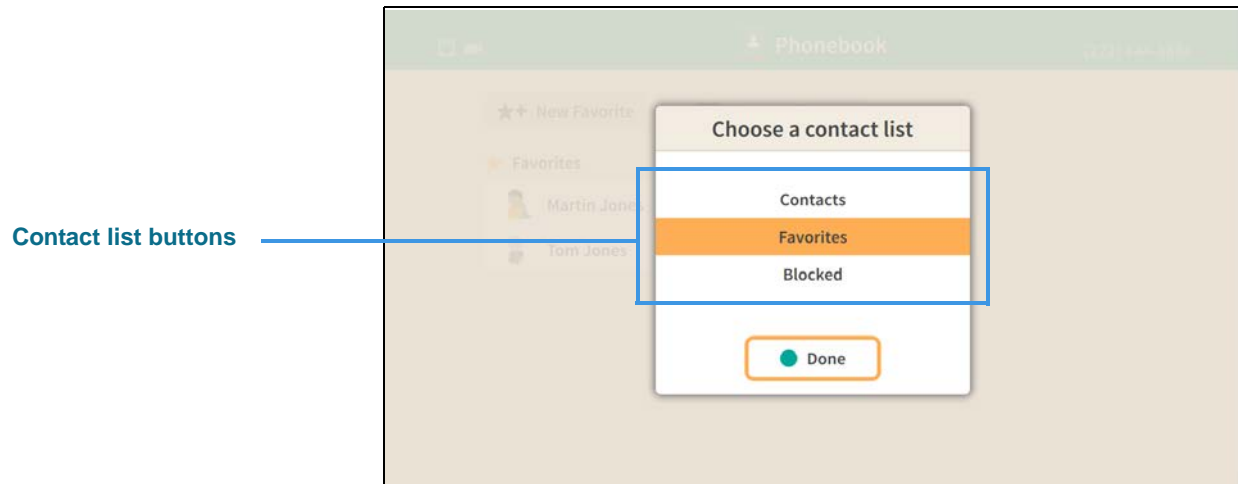 Phonebook
★+ New Favorite
Choose a contact list
Favorites
Contacts
Martin Jones
Contact list buttons
Favorites
Tom Jones
Blocked
Done